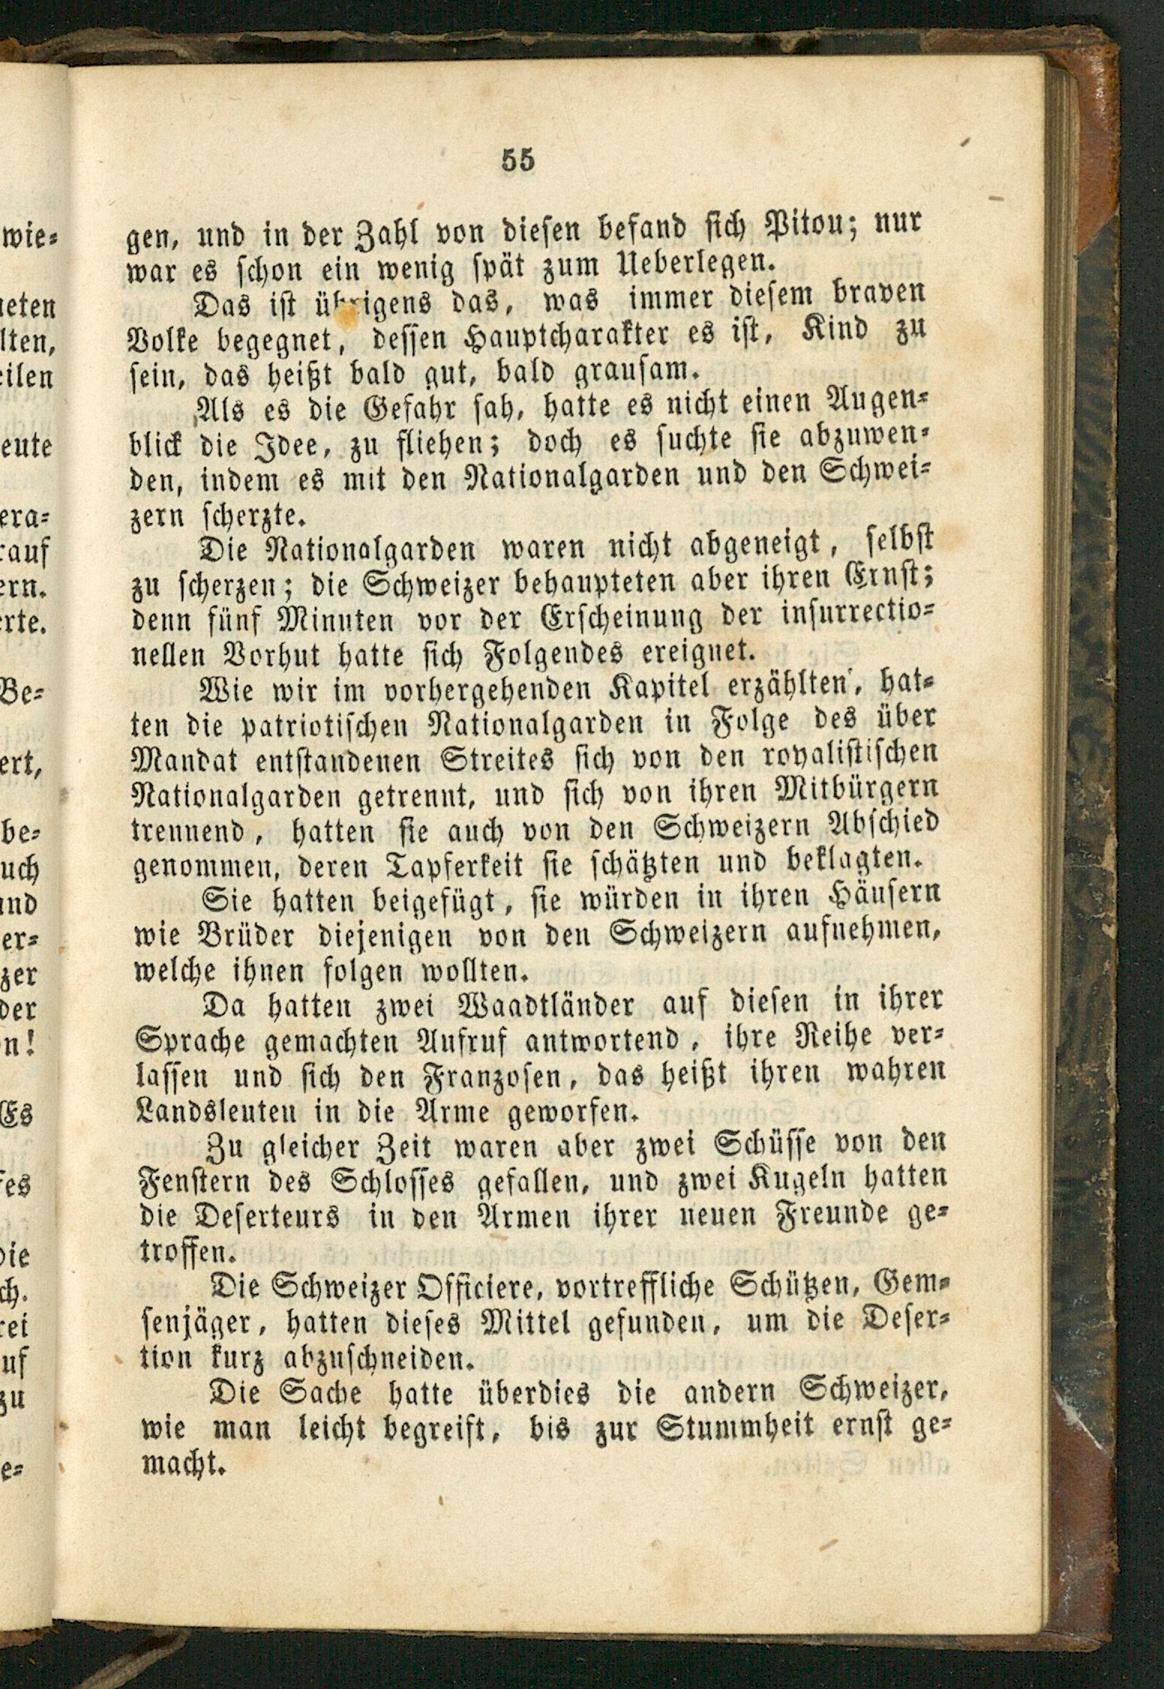 55
gen, und in der Zahl von diesen befand sich Pitou; nur
war es schon ein wenig spät zum Ueberlegen.
Das ist übrigens das, was immer diesem braven
Volke begegnet, dessen Hauptcharakter es ist, Kind zu
sein, das heißt bald gut, bald grausam.
Als es die Gefahr sah, hatte es nicht einen Augen-
blick die Idee, zu fliehen; doch es suchte sie abzuwen-
den, indem es mit den Nationalgarden und den Schwei-
zern scherzte.
Die Nationalgarden waren nicht abgeneigt, selbst
zu scherzen; die Schweizer behaupteten aber ihren Ernst;
denn fünf Minuten vor der Erscheinung der insurrectio-
nellen Vorhut hatte sich Folgendes ereignet.
Wie wir im vorhergehenden Kapitel erzählten, hat-
ten die patriotischen Nationalgarden in Folge des über
Mandat entstandenen Streites sich von den royalistischen
Nationalgarden getrennt, und sich von ihren Mitbürgern
trennend, hatten sie auch von den Schweizern Abschied
genommen, deren Tapferkeit sie schätzten und beklagten.
Sie hatten beigefügt, sie würden in ihren Häusern
wie Brüder diejenigen von den Schweizern aufnehmen,
welche ihnen folgen wollten.
Da hatten zwei Waadtländer auf diesen in ihrer
Sprache gemachten Aufruf antwortend, ihre Reihe ver-
lassen und sich den Franzosen, das heißt ihren wahren
Landsleuten in die Arme geworfen.
Zu gleicher Zeit waren aber zwei Schüsse von den
Fenstern des Schlosses gefallen, und zwei Kugeln hatten
die Deserteurs in den Armen ihrer neuen Freunde ge-
troffen.
Die Schweizer Officiere, vortreffliche Schützen, Gem-
senjäger, hatten dieses Mittel gefunden, um die Deser-
tion kurz abzuschneiden.
Die Sache hatte überdies die andern Schweizer,
wie man leicht begreift, bis zur Stummheit ernst ge-
macht.